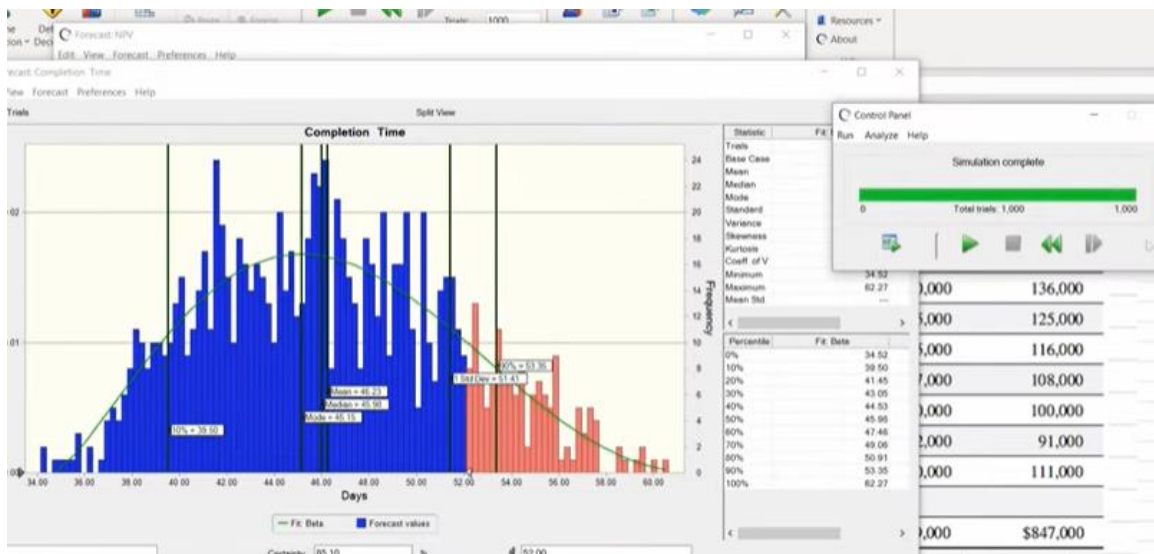 Trials: 1000
Resources
About
Forecast: NPV
Edit View Forecast Preferences Help
Completion Time
View Forecast Preferences Help
Trials
Split View
Completion Time
Statistic
Trials
Base Case
Mean
Median
Mode
Standard
Variance
Skewness
Kurtosis
Coeff. of V
Minimum 34.52
Maximum 62.27
Mean Std. ---
Percentile Fit: Beta
0% 34.52
10% 39.50
20% 41.45
30% 43.05
40% 44.53
50% 45.98
60% 47.46
70% 49.06
80% 50.91
90% 53.35
100% 62.27
24
22
20
18
16
14
12
10
8
6
4
2
0
Frequency
90% = 53.35
1 Std Dev = 51.41
Mean = 46.23
Median = 45.98
Mode = 45.15
10% = 39.50
34.00 36.00 38.00 40.00 42.00 44.00 46.00 48.00 50.00 52.00 54.00 56.00 58.00 60.00
Days
Fit: Beta Forecast values
Certainty: 85.10 % 52.00
Control Panel
Run Analyze Help
Simulation complete
0 Total trials: 1,000 1,000
136,000
125,000
116,000
108,000
100,000
91,000
111,000
$847,000